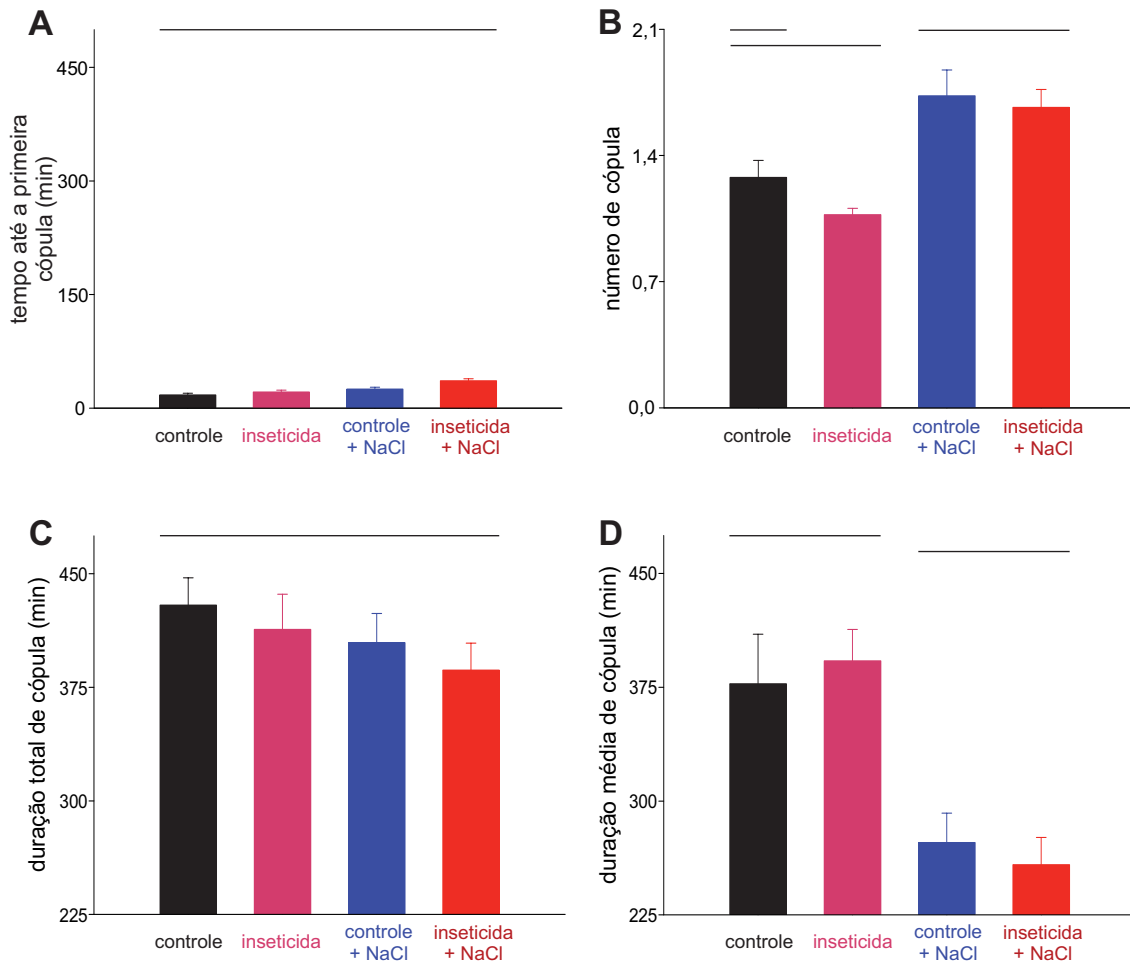 A
tempo até a primeira
cópula (min)
450
300
150
0
controle
inseticida
controle
+ NaCl
inseticida
+ NaCl
B
número de cópula
2,1
1,4
0,7
0,0
controle
inseticida
controle
+ NaCl
inseticida
+ NaCl
C
duração total de cópula (min)
450
375
300
225
controle
inseticida
controle
+ NaCl
inseticida
+ NaCl
D
duração média de cópula (min)
450
375
300
225
controle
inseticida
controle
+ NaCl
inseticida
+ NaCl